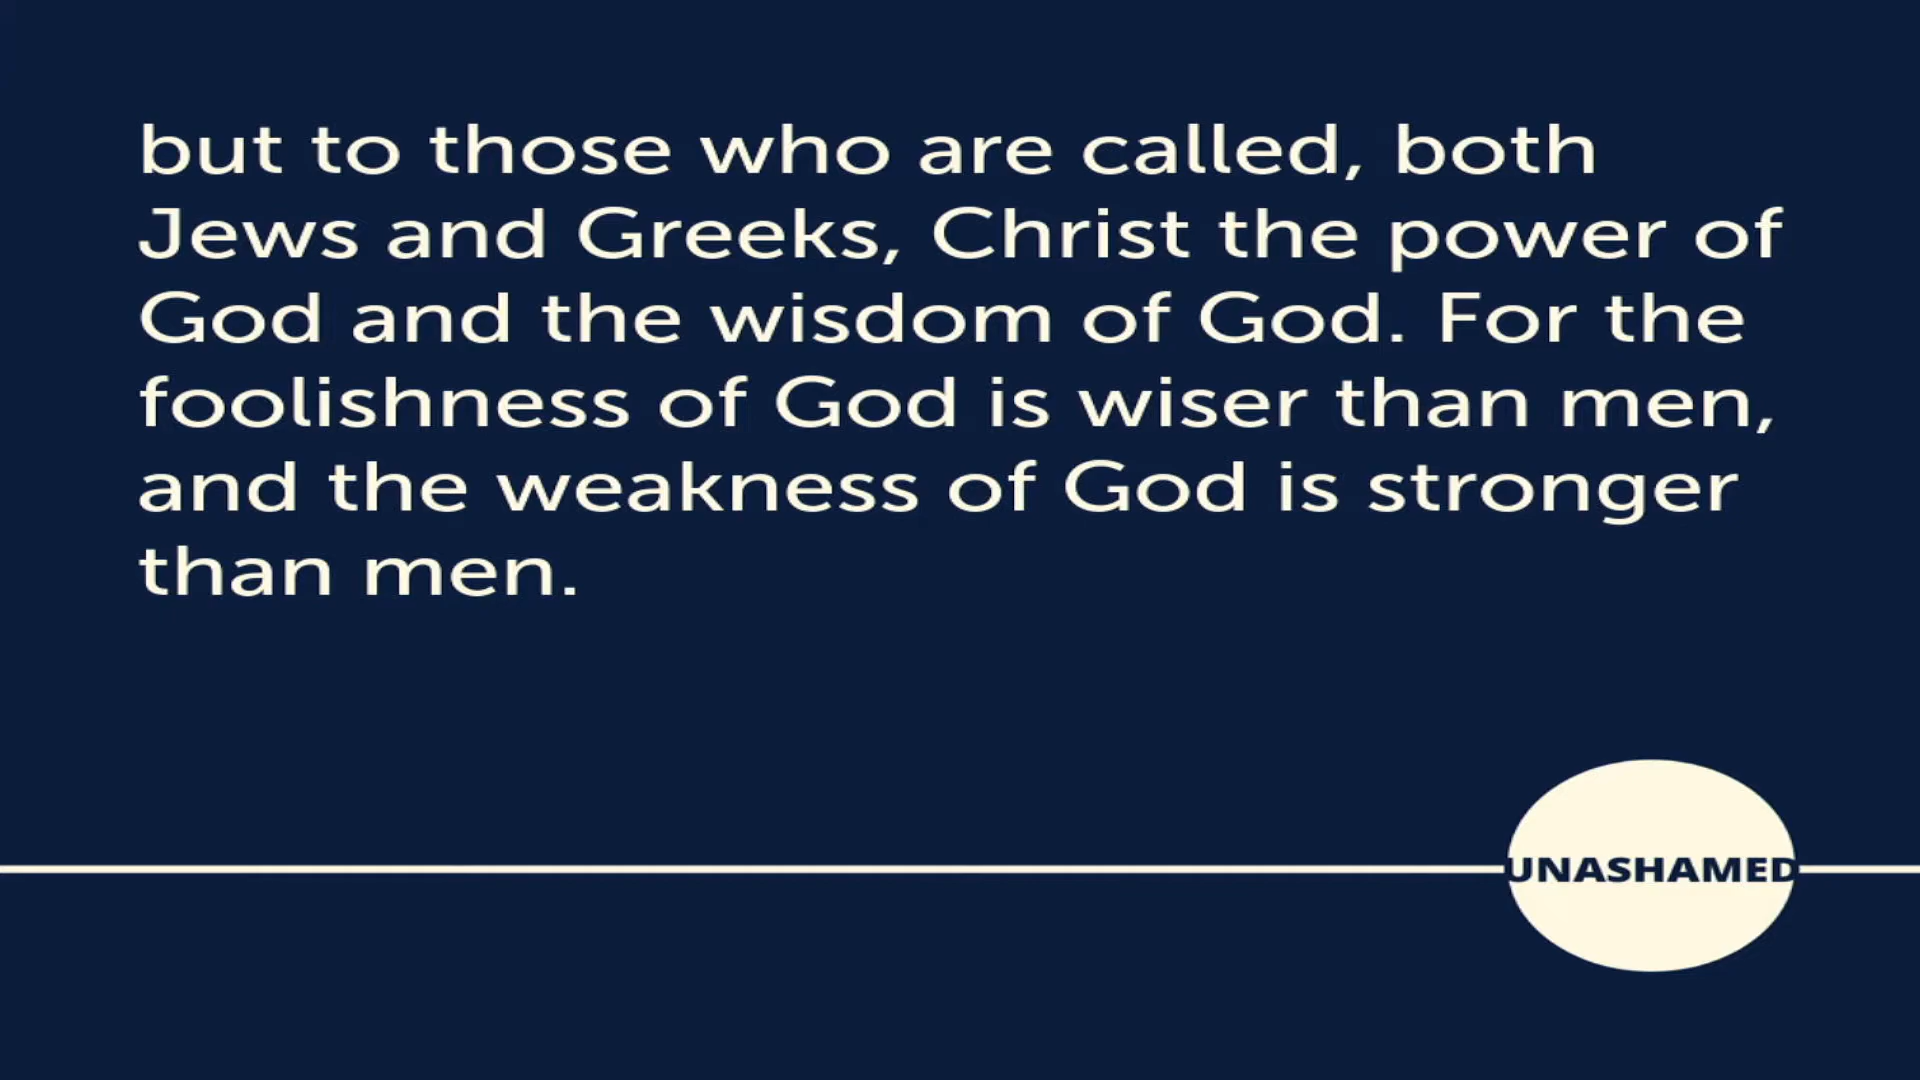 but to those who are called, both
Jews and Greeks, Christ the power of
God and the wisdom of God. For the
foolishness of God is wiser than men,
and the weakness of God is stronger
than men.
UNASHAMED